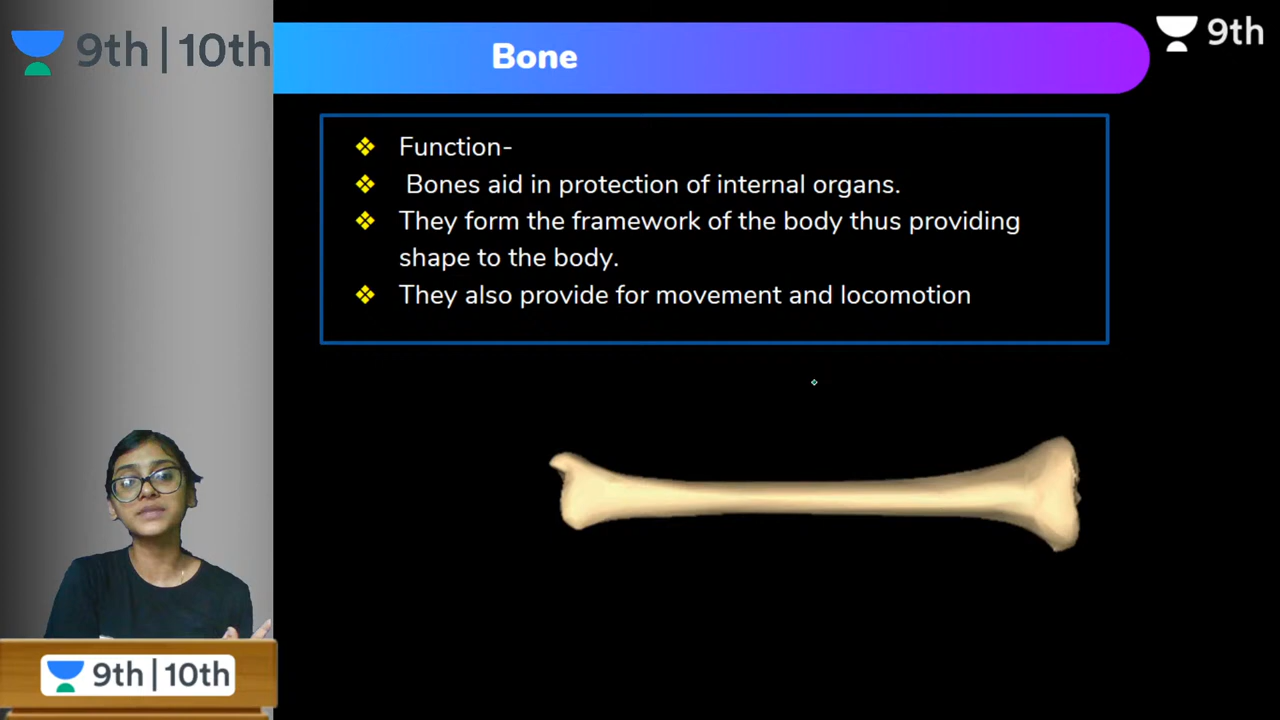 9th | 10th
Bone
9th
❖ Function-
❖ Bones aid in protection of internal organs.
❖ They form the framework of the body thus providing
shape to the body.
❖ They also provide for movement and locomotion
9th | 10th